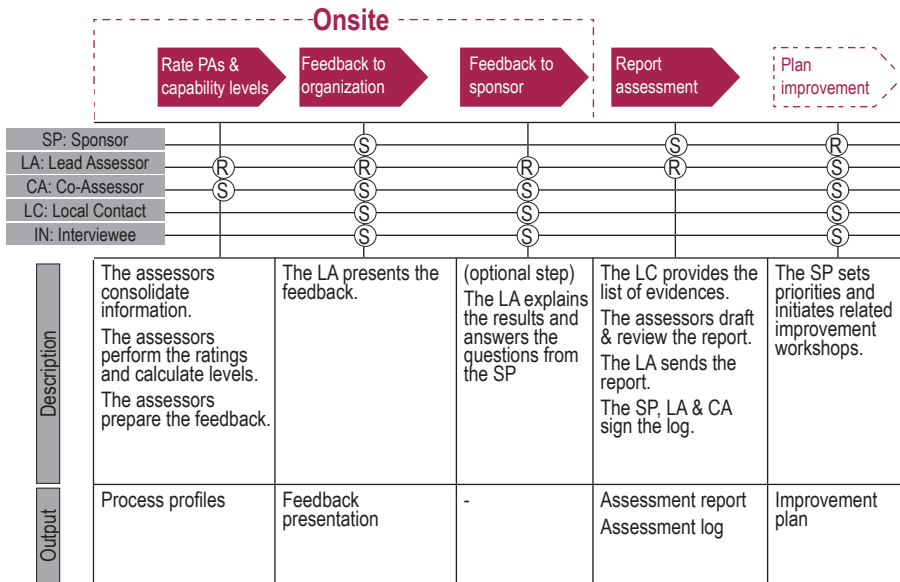 Onsite
Rate PAs &
capability levels
Feedback to
organization
Feedback to
sponsor
Report
assessment
Plan
improvement
SP: Sponsor
S
S
R
LA: Lead Assessor
R
R
R
R
S
CA: Co-Assessor
S
S
S
S
LC: Local Contact
S
S
S
IN: Interviewee
S
S
S
Description
The assessors
consolidate
information.
The assessors
perform the ratings
and calculate levels.
The assessors
prepare the feedback.
The LA presents the
feedback.
(optional step)
The LA explains
the results and
answers the
questions from
the SP
The LC provides the
list of evidences.
The assessors draft
& review the report.
The LA sends the
report.
The SP, LA & CA
sign the log.
The SP sets
priorities and
initiates related
improvement
workshops.
Output
Process profiles
Feedback
presentation
-
Assessment report
Assessment log
Improvement
plan